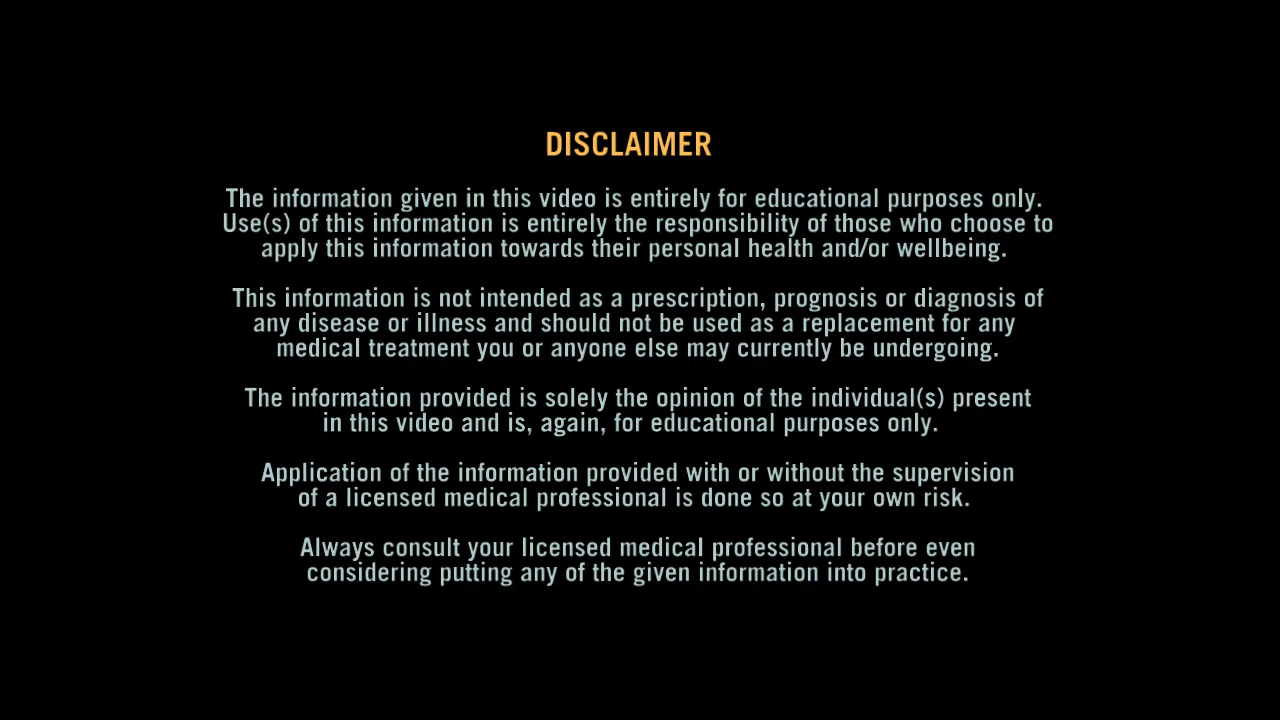 DISCLAIMER
The information given in this video is entirely for educational purposes only.
Use(s) of this information is entirely the responsibility of those who choose to
apply this information towards their personal health and/or wellbeing.
This information is not intended as a prescription, prognosis or diagnosis of
any disease or illness and should not be used as a replacement for any
medical treatment you or anyone else may currently be undergoing.
The information provided is solely the opinion of the individual(s) present
in this video and is, again, for educational purposes only.
Application of the information provided with or without the supervision
of a licensed medical professional is done so at your own risk.
Always consult your licensed medical professional before even
considering putting any of the given information into practice.